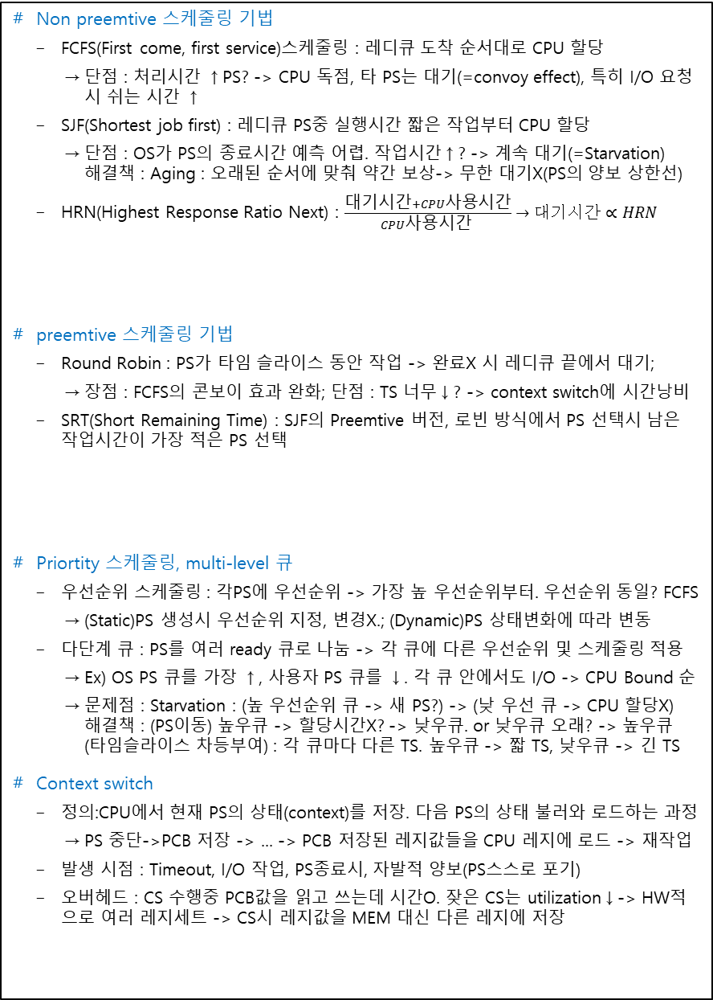 # Non preemtive 스케줄링 기법
– FCFS(First come, first service)스케줄링 : 레디큐 도착 순서대로 CPU 할당
→ 단점 : 처리시간 ↑PS? -> CPU 독점, 타 PS는 대기(=convoy effect), 특히 I/O 요청
시 쉬는 시간 ↑
– SJF(Shortest job first) : 레디큐 PS중 실행시간 짧은 작업부터 CPU 할당
→ 단점 : OS가 PS의 종료시간 예측 어렵. 작업시간↑? -> 계속 대기(=Starvation)
해결책 : Aging : 오래된 순서에 맞춰 약간 보상-> 무한 대기X(PS의 양보 상한선)
– HRN(Highest Response Ratio Next) : 대기시간+CPU사용시간 / CPU사용시간 → 대기시간 ∝ HRN
# preemtive 스케줄링 기법
– Round Robin : PS가 타임 슬라이스 동안 작업 -> 완료X 시 레디큐 끝에서 대기;
→ 장점 : FCFS의 콘보이 효과 완화; 단점 : TS 너무↓? -> context switch에 시간낭비
– SRT(Short Remaining Time) : SJF의 Preemtive 버전, 로빈 방식에서 PS 선택시 남은
작업시간이 가장 적은 PS 선택
# Priortity 스케줄링, multi-level 큐
– 우선순위 스케줄링 : 각PS에 우선순위 -> 가장 높 우선순위부터. 우선순위 동일? FCFS
→ (Static)PS 생성시 우선순위 지정, 변경X.; (Dynamic)PS 상태변화에 따라 변동
– 다단계 큐 : PS를 여러 ready 큐로 나눔 -> 각 큐에 다른 우선순위 및 스케줄링 적용
→ Ex) OS PS 큐를 가장 ↑, 사용자 PS 큐를 ↓. 각 큐 안에서도 I/O -> CPU Bound 순
→ 문제점 : Starvation : (높 우선순위 큐 -> 새 PS?) -> (낮 우선 큐 -> CPU 할당X)
해결책 : (PS이동) 높우큐 -> 할당시간X? -> 낮우큐. or 낮우큐 오래? -> 높우큐
(타임슬라이스 차등부여) : 각 큐마다 다른 TS. 높우큐 -> 짧 TS, 낮우큐 -> 긴 TS
# Context switch
– 정의:CPU에서 현재 PS의 상태(context)를 저장. 다음 PS의 상태 불러와 로드하는 과정
→ PS 중단->PCB 저장 -> ... -> PCB 저장된 레지값들을 CPU 레지에 로드 -> 재작업
– 발생 시점 : Timeout, I/O 작업, PS종료시, 자발적 양보(PS스스로 포기)
– 오버헤드 : CS 수행중 PCB값을 읽고 쓰는데 시간O. 잦은 CS는 utilization↓-> HW적
으로 여러 레지세트 -> CS시 레지값을 MEM 대신 다른 레지에 저장